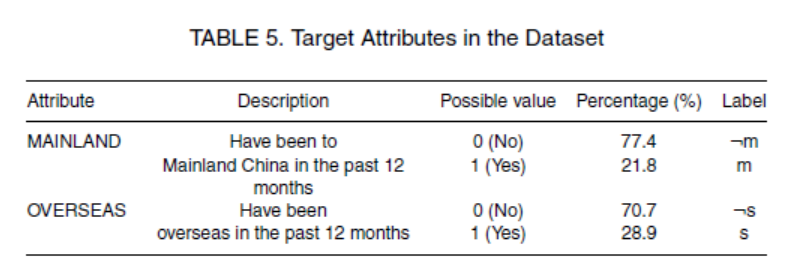 TABLE 5. Target Attributes in the Dataset
Attribute Description Possible value Percentage (%) Label
MAINLAND Have been to 0 (No) 77.4 ¬m
Mainland China in the past 12 1 (Yes) 21.8 m
months
OVERSEAS Have been 0 (No) 70.7 ¬s
overseas in the past 12 months 1 (Yes) 28.9 s